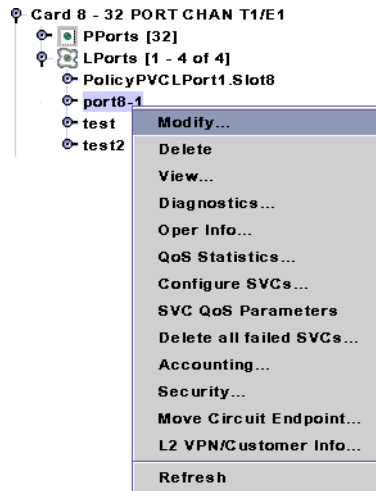 Card 8 - 32 PORT CHAN T1/E1
PPorts [32]
LPorts [1 - 4 of 4]
PolicyPVCLPort1.Slot8
port8-1
test
test2
Modify...
Delete
View...
Diagnostics...
Oper Info...
QoS Statistics...
Configure SVCs...
SVC QoS Parameters
Delete all failed SVCs...
Accounting...
Security...
Move Circuit Endpoint...
L2 VPN/Customer Info...
Refresh